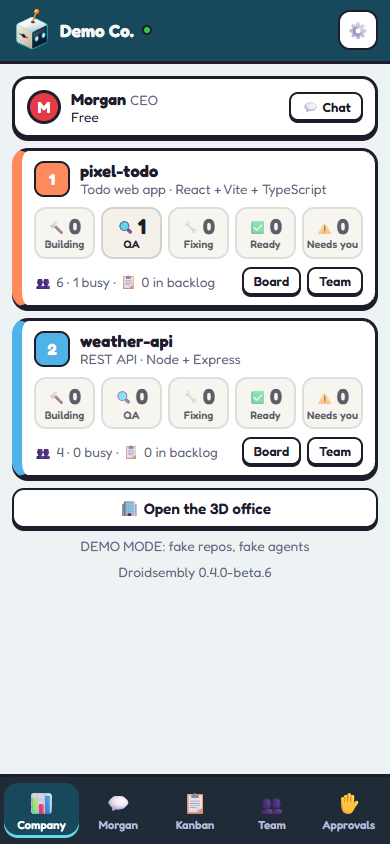 Demo Co.
M
Morgan CEO
Free
Chat
1
pixel-todo
Todo web app · React + Vite + TypeScript
0
Building
1
QA
0
Fixing
0
Ready
0
Needs you
6 · 1 busy · 0 in backlog
Board
Team
2
weather-api
REST API · Node + Express
0
Building
0
QA
0
Fixing
0
Ready
0
Needs you
4 · 0 busy · 0 in backlog
Board
Team
Open the 3D office
DEMO MODE: fake repos, fake agents
Droidsembly 0.4.0-beta.6
Company
Morgan
Kanban
Team
Approvals